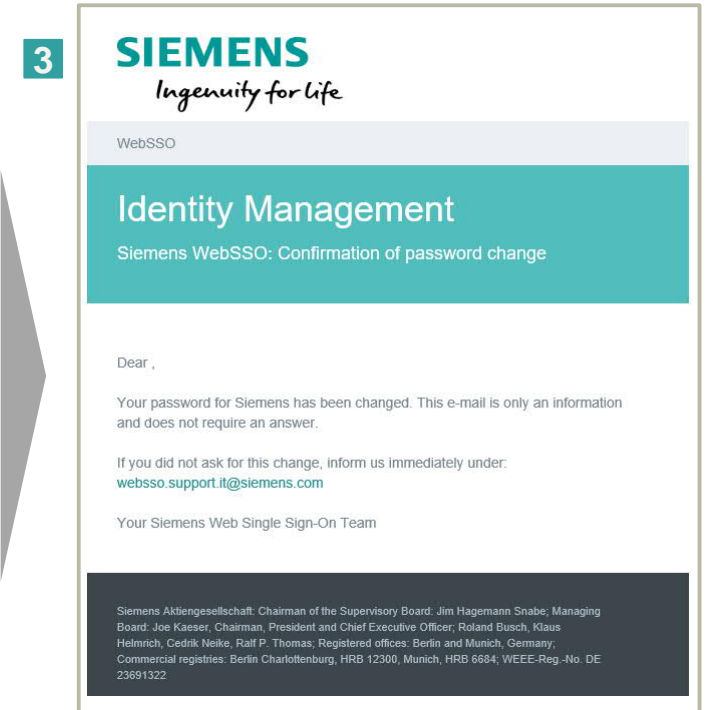 3
SIEMENS
Ingenuity for life
WebSSO
Identity Management
Siemens WebSSO: Confirmation of password change
Dear ,
Your password for Siemens has been changed. This e-mail is only an information
and does not require an answer.
If you did not ask for this change, inform us immediately under:
websso.support.it@siemens.com
Your Siemens Web Single Sign-On Team
Siemens Aktiengesellschaft: Chairman of the Supervisory Board: Jim Hagemann Snabe; Managing
Board: Joe Kaeser, Chairman, President and Chief Executive Officer; Roland Busch, Klaus
Helmrich, Cedrik Neike, Ralf P. Thomas; Registered offices: Berlin and Munich, Germany;
Commercial registries: Berlin Charlottenburg, HRB 12300, Munich, HRB 6684; WEEE-Reg.-No. DE
23691322